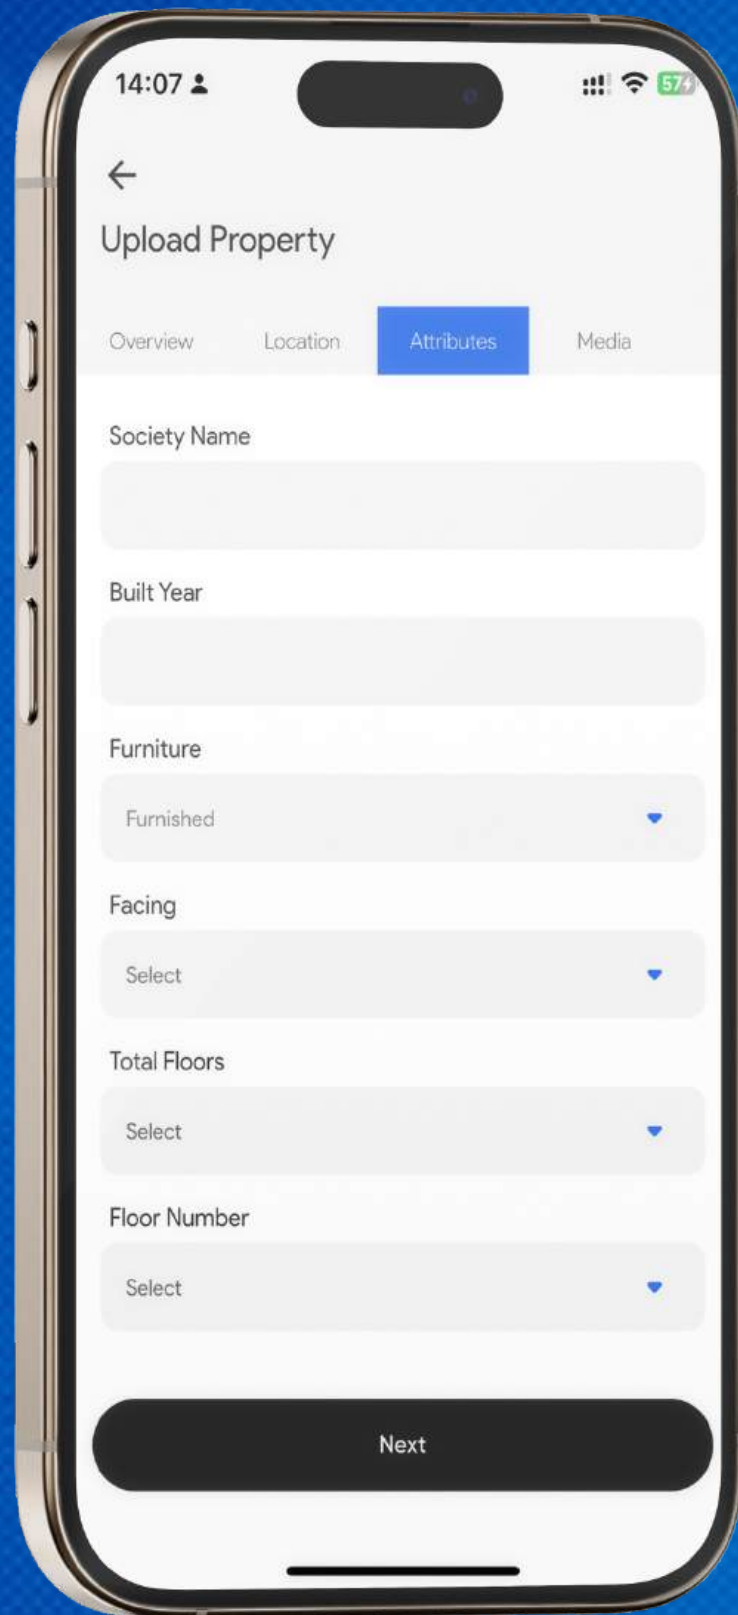 14:07
57
Upload Property
Overview Location Attributes Media
Society Name
Built Year
Furniture
Furnished
Facing
Select
Total Floors
Select
Floor Number
Select
Next